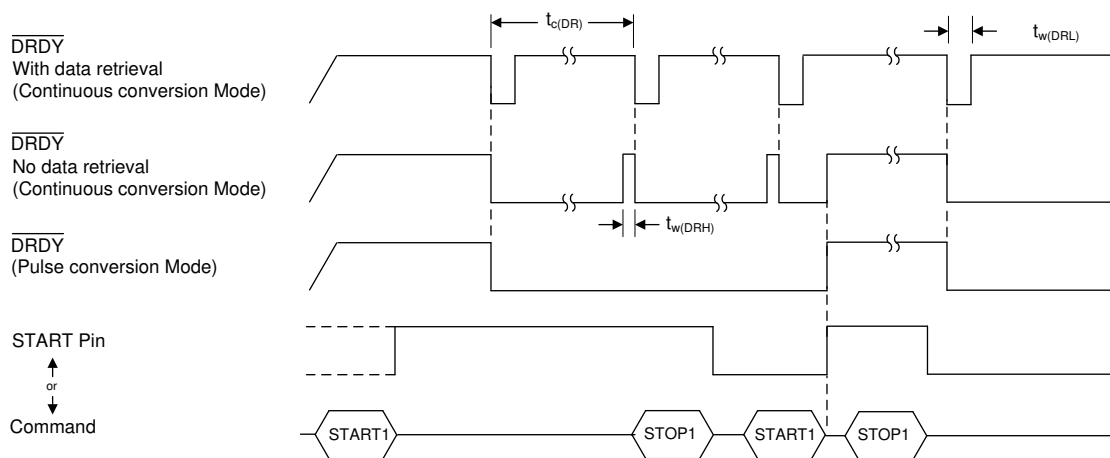 t_c(DR)
t_w(DRL)
DRDY
With data retrieval
(Continuous conversion Mode)
DRDY
No data retrieval
(Continuous conversion Mode)
t_w(DRH)
DRDY
(Pulse conversion Mode)
START Pin
or
Command
START1
STOP1
START1
STOP1